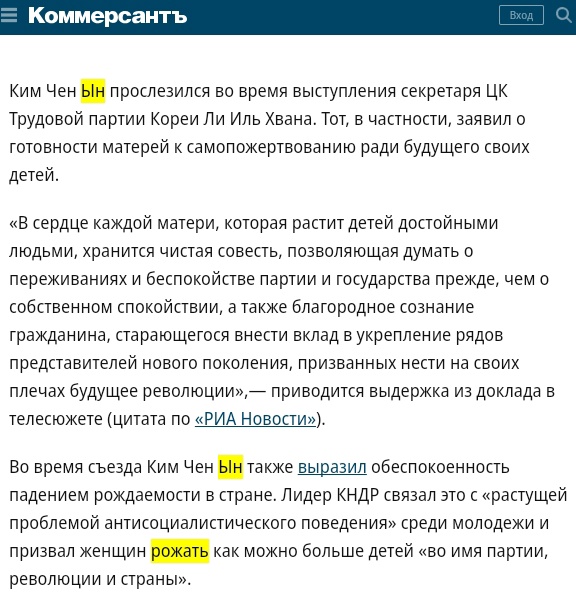 Коммерсантъ
Вход
Ким Чен Ын прослезился во время выступления секретаря ЦК
Трудовой партии Кореи Ли Иль Хвана. Тот, в частности, заявил о
готовности матерей к самопожертвованию ради будущего своих
детей.
«В сердце каждой матери, которая растит детей достойными
людьми, хранится чистая совесть, позволяющая думать о
переживаниях и беспокойстве партии и государства прежде, чем о
собственном спокойствии, а также благородное сознание
гражданина, старающегося внести вклад в укрепление рядов
представителей нового поколения, призванных нести на своих
плечах будущее революции»,— приводится выдержка из доклада в
телесюжете (цитата по «РИА Новости»).
Во время съезда Ким Чен Ын также выразил обеспокоенность
падением рождаемости в стране. Лидер КНДР связал это с «растущей
проблемой антисоциалистического поведения» среди молодежи и
призвал женщин рожать как можно больше детей «во имя партии,
революции и страны».